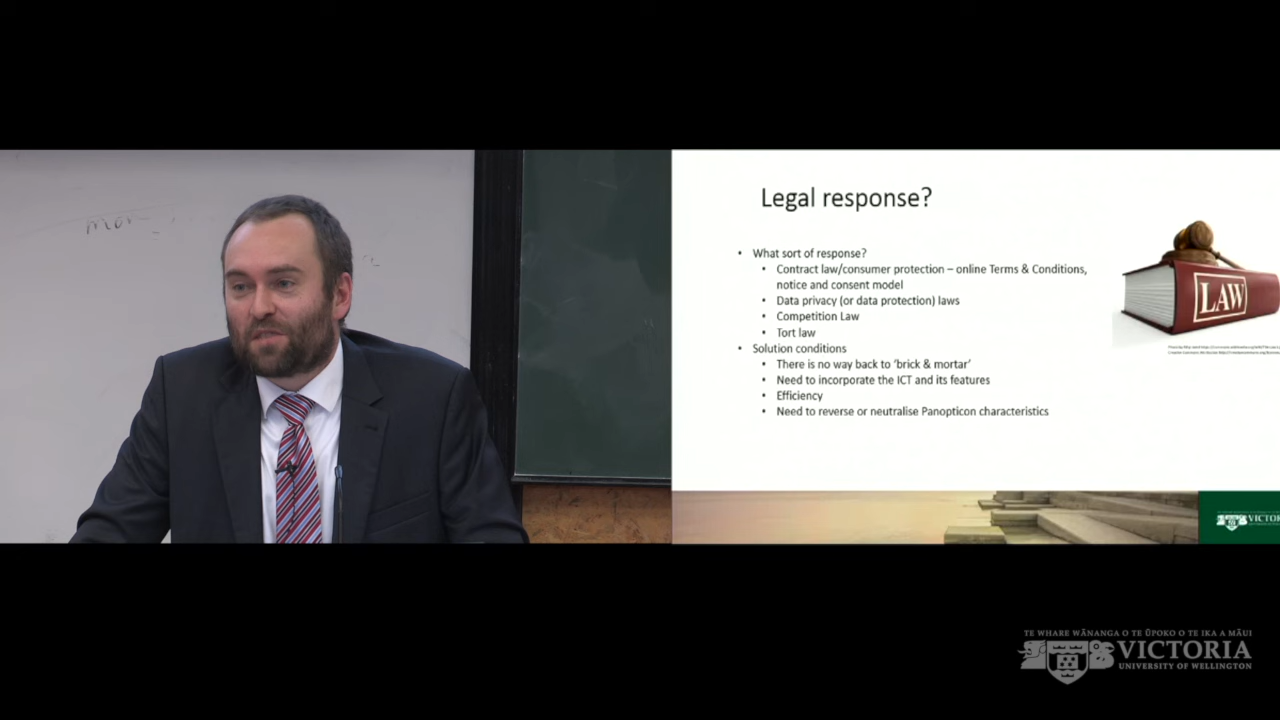 mor
Legal response?
• What sort of response?
• Contract law/consumer protection – online Terms & Conditions,
notice and consent model
• Data privacy (or data protection) laws
• Competition Law
• Tort law
• Solution conditions
• There is no way back to ‘brick & mortar’
• Need to incorporate the ICT and its features
• Efficiency
• Need to reverse or neutralise Panopticon characteristics
LAW
VICTOR
TE WHARE WĀNANGA O TE ŪPOKO O TE IKA A MĀUI
VICTORIA
UNIVERSITY OF WELLINGTON